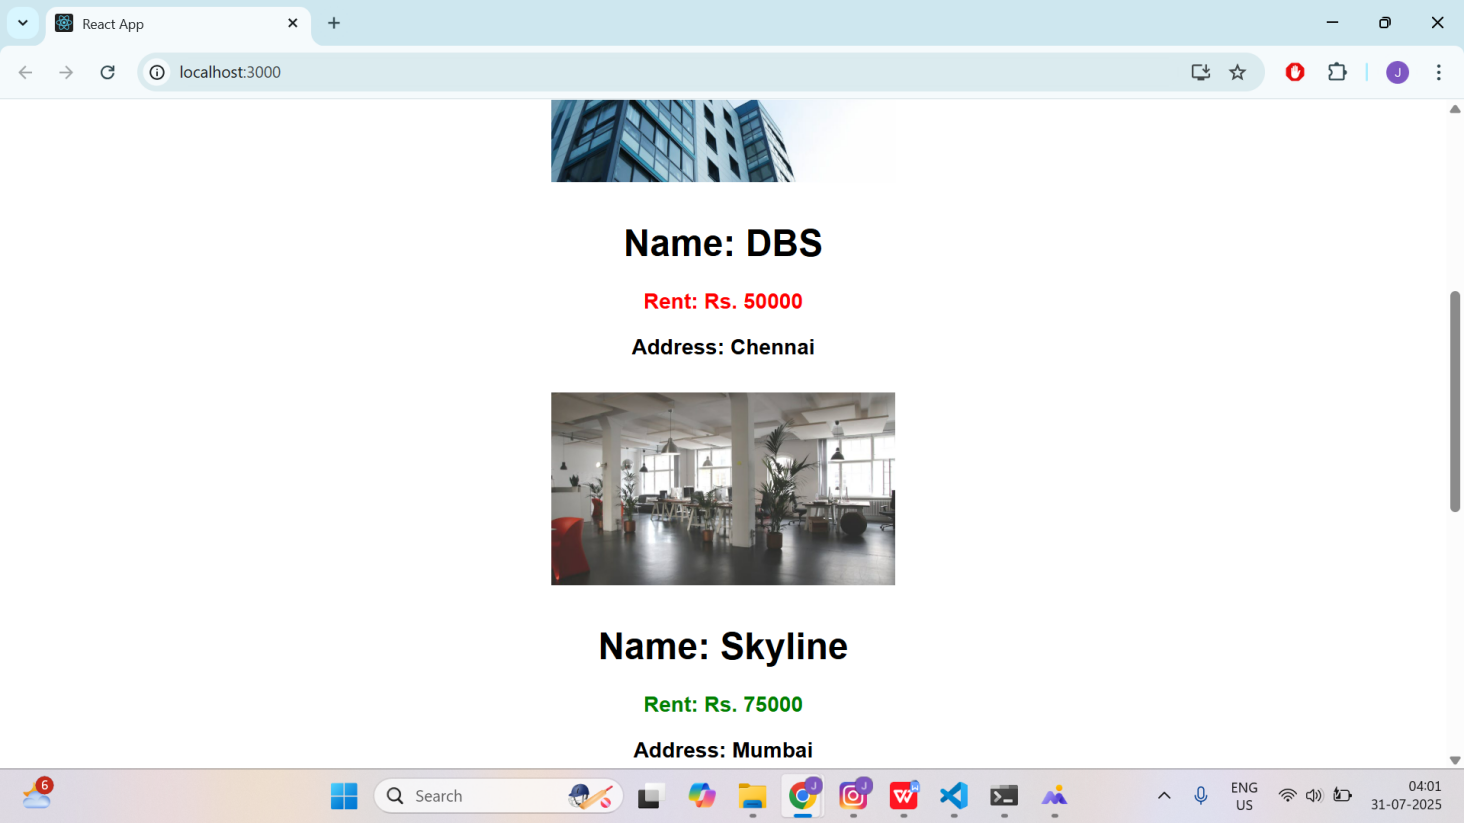 React App
localhost:3000
J
Name: DBS
Rent: Rs. 50000
Address: Chennai
Name: Skyline
Rent: Rs. 75000
Address: Mumbai
6
Search
J
J
W
W
ENG
US
04:01
31-07-2025